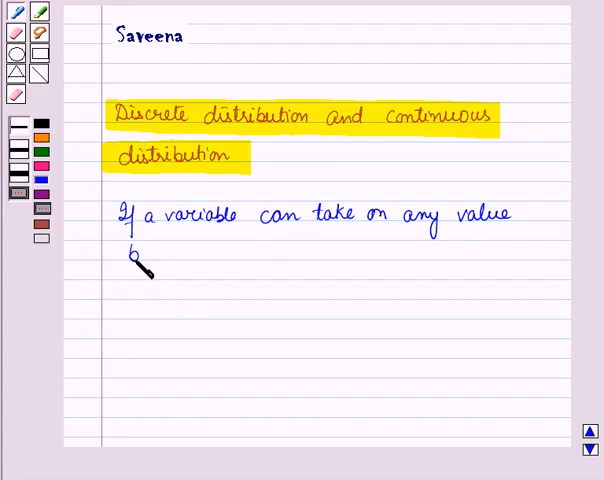 Saveena
Discrete distribution and continuous
distribution
If a variable can take on any value
b